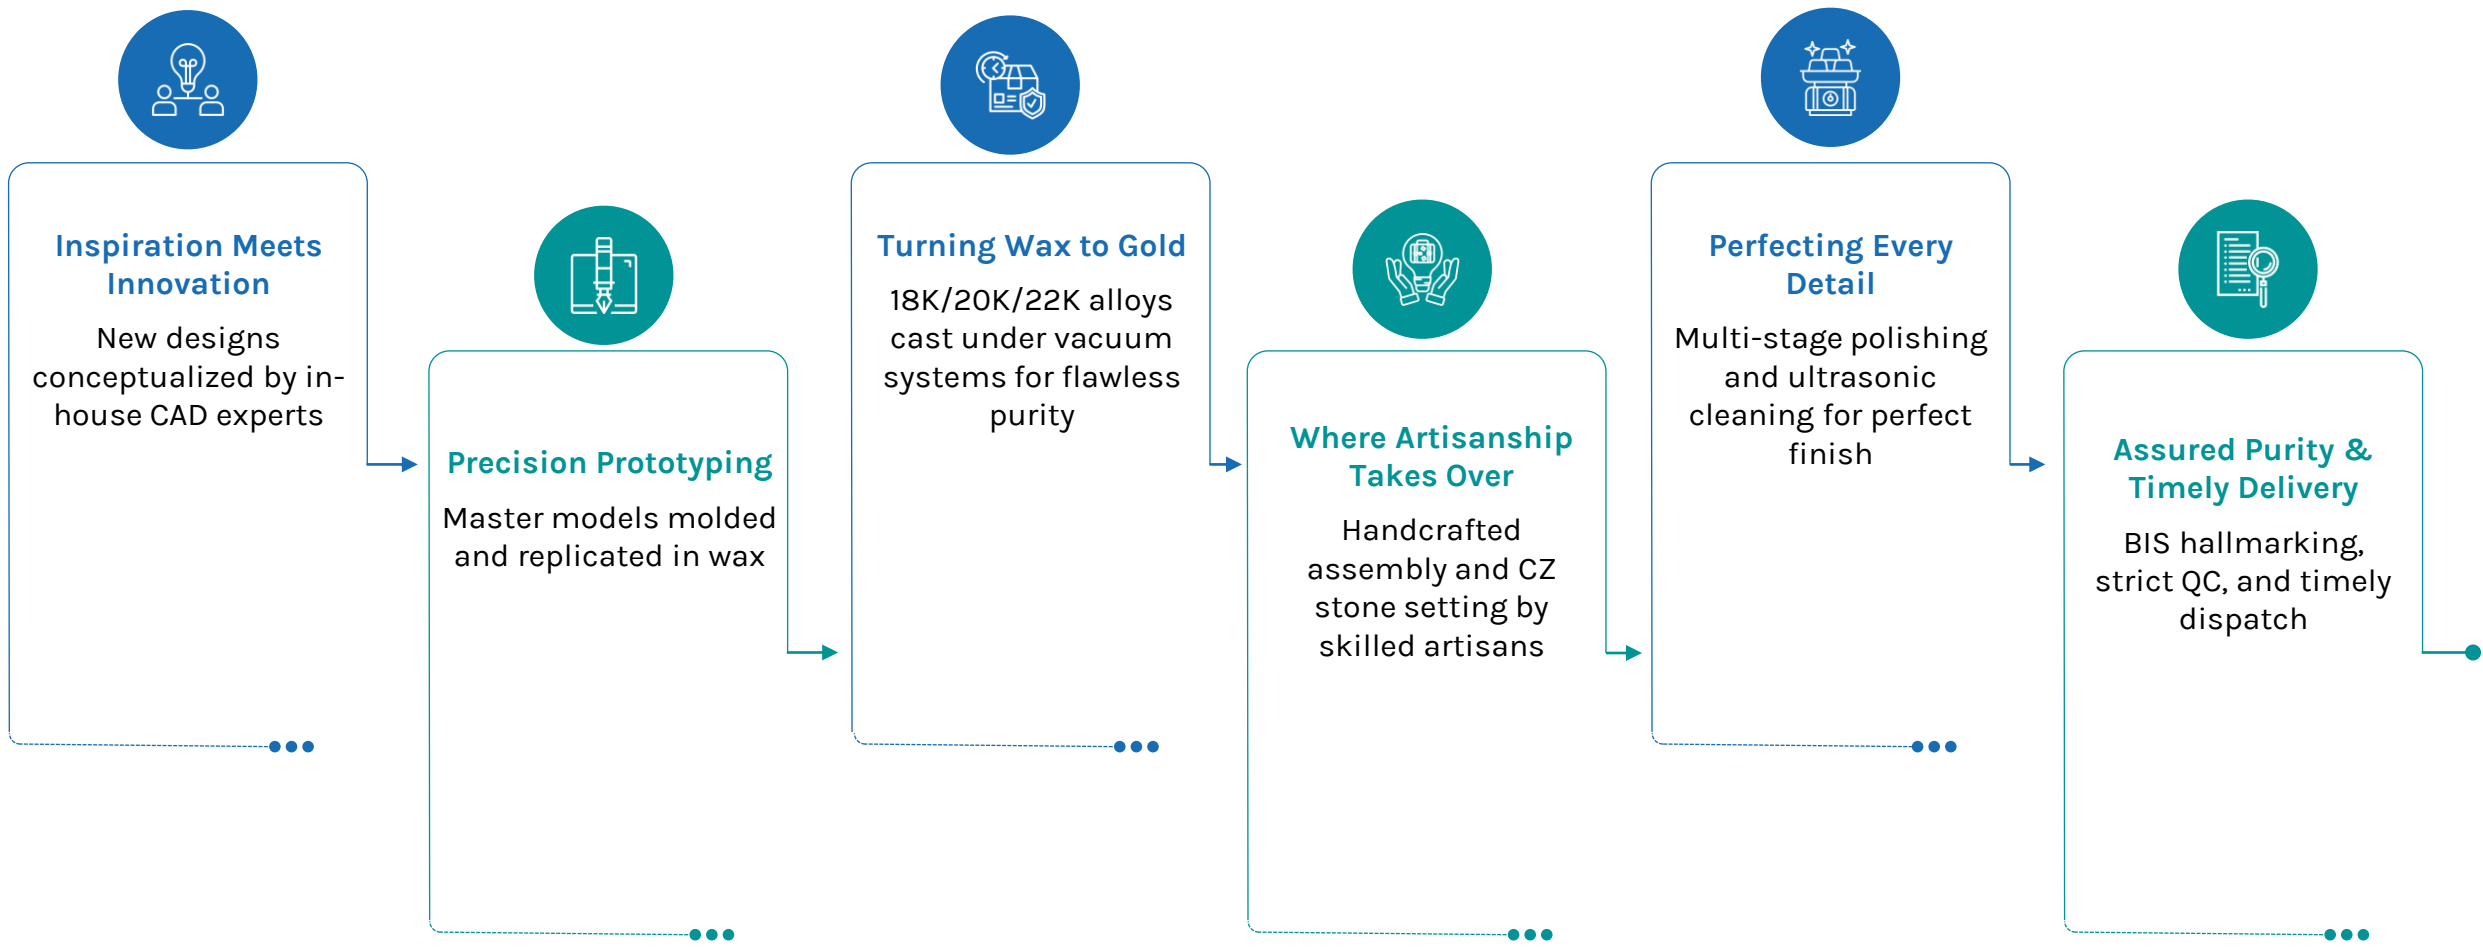 Inspiration Meets
Innovation
New designs
conceptualized by in-
house CAD experts
Precision Prototyping
Master models molded
and replicated in wax
Turning Wax to Gold
18K/20K/22K alloys
cast under vacuum
systems for flawless
purity
Where Artisanship
Takes Over
Handcrafted
assembly and CZ
stone setting by
skilled artisans
Perfecting Every
Detail
Multi-stage polishing
and ultrasonic
cleaning for perfect
finish
Assured Purity &
Timely Delivery
BIS hallmarking,
strict QC, and timely
dispatch